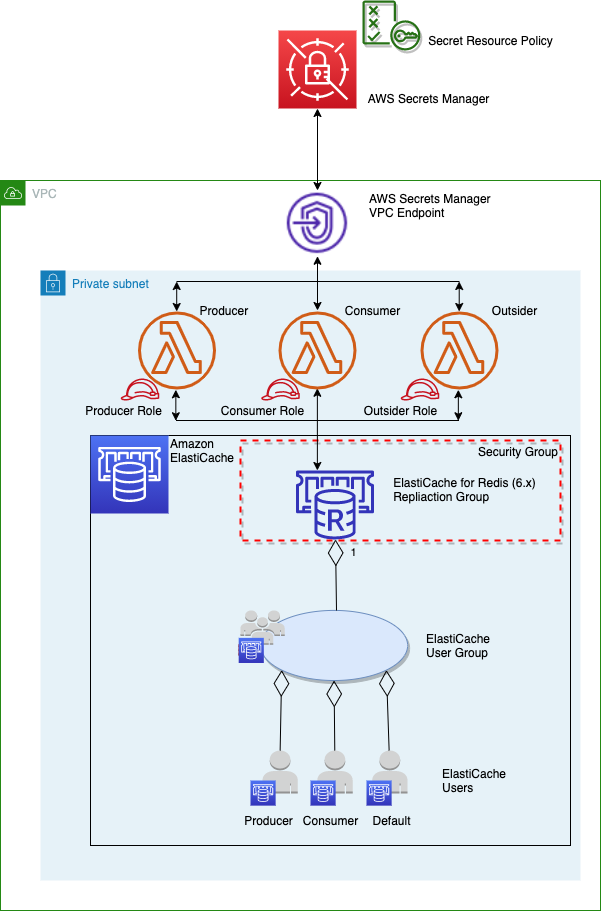 Secret Resource Policy
AWS Secrets Manager
VPC
AWS Secrets Manager
VPC Endpoint
Private subnet
Producer
Consumer
Outsider
Producer Role
Consumer Role
Outsider Role
Amazon
ElastiCache
Security Group
ElastiCache for Redis (6.x)
Repliaction Group
R
1
ElastiCache
User Group
ElastiCache
Users
Producer
Consumer
Default